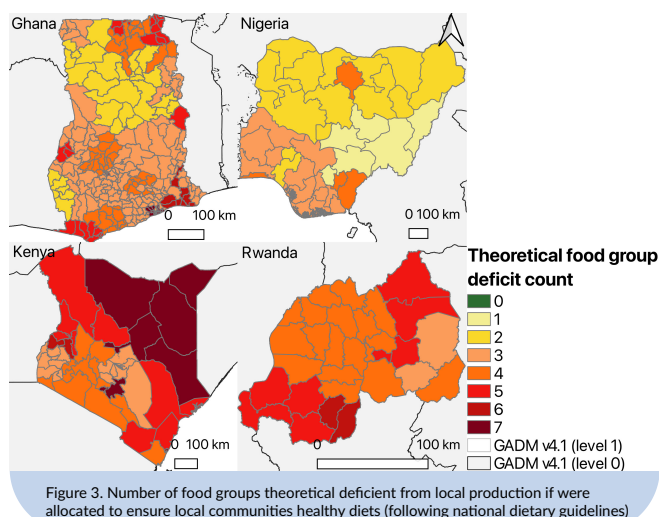 Ghana
Nigeria
0 100 km
0 100 km
Kenya
Rwanda
0 100 km
0 100 km
Theoretical food group
deficit count
0
1
2
3
4
5
6
7
GADM v4.1 (level 1)
GADM v4.1 (level 0)
Figure 3. Number of food groups theoretical deficient from local production if were
allocated to ensure local communities healthy diets (following national dietary guidelines)